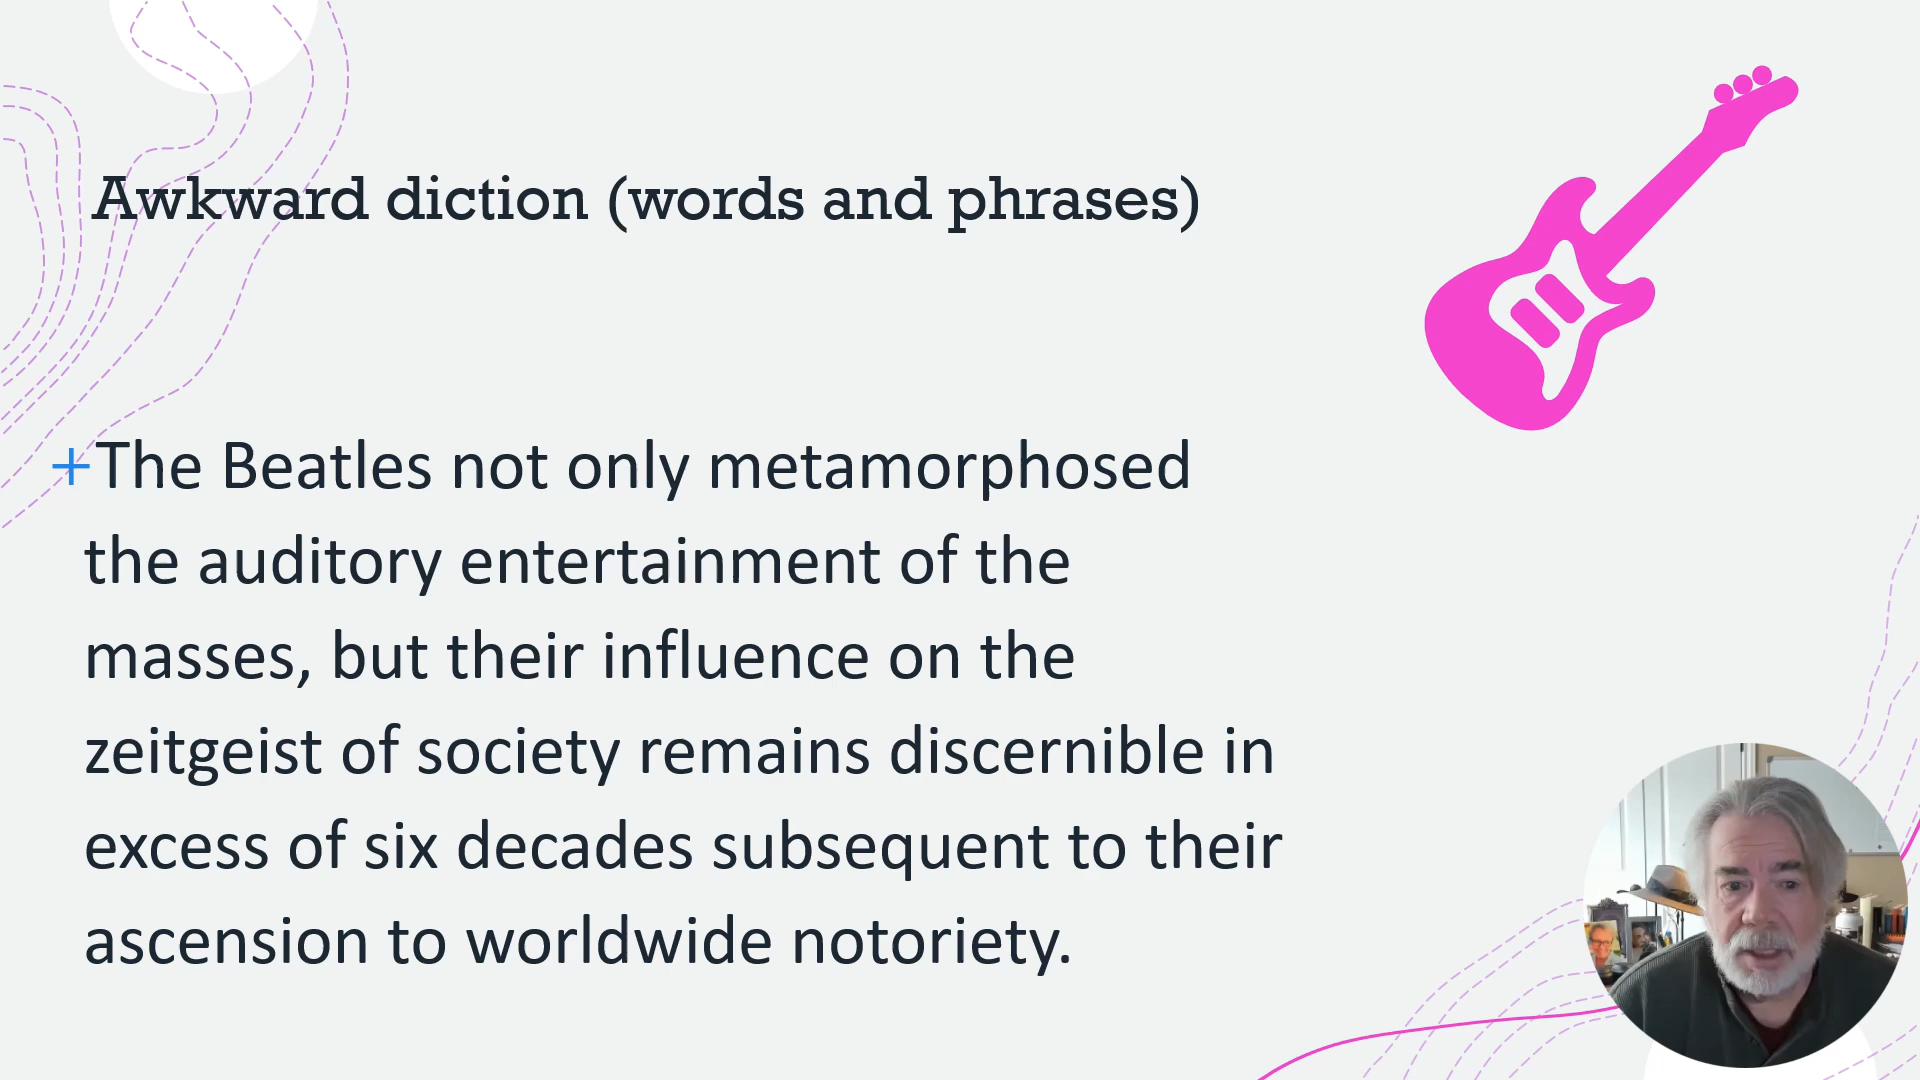 Awkward diction (words and phrases)
+The Beatles not only metamorphosed
the auditory entertainment of the
masses, but their influence on the
zeitgeist of society remains discernible in
excess of six decades subsequent to their
ascension to worldwide notoriety.